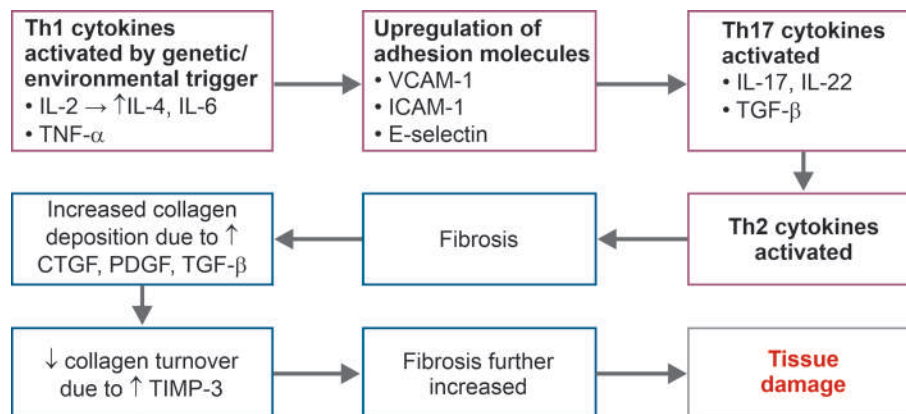 Th1 cytokines
activated by genetic/
environmental trigger
• IL-2 → ↑IL-4, IL-6
• TNF-α
Upregulation of
adhesion molecules
• VCAM-1
• ICAM-1
• E-selectin
Th17 cytokines
activated
• IL-17, IL-22
• TGF-β
Th2 cytokines
activated
Fibrosis
Increased collagen
deposition due to ↑
CTGF, PDGF, TGF-β
↓ collagen turnover
due to ↑ TIMP-3
Fibrosis further
increased
Tissue
damage